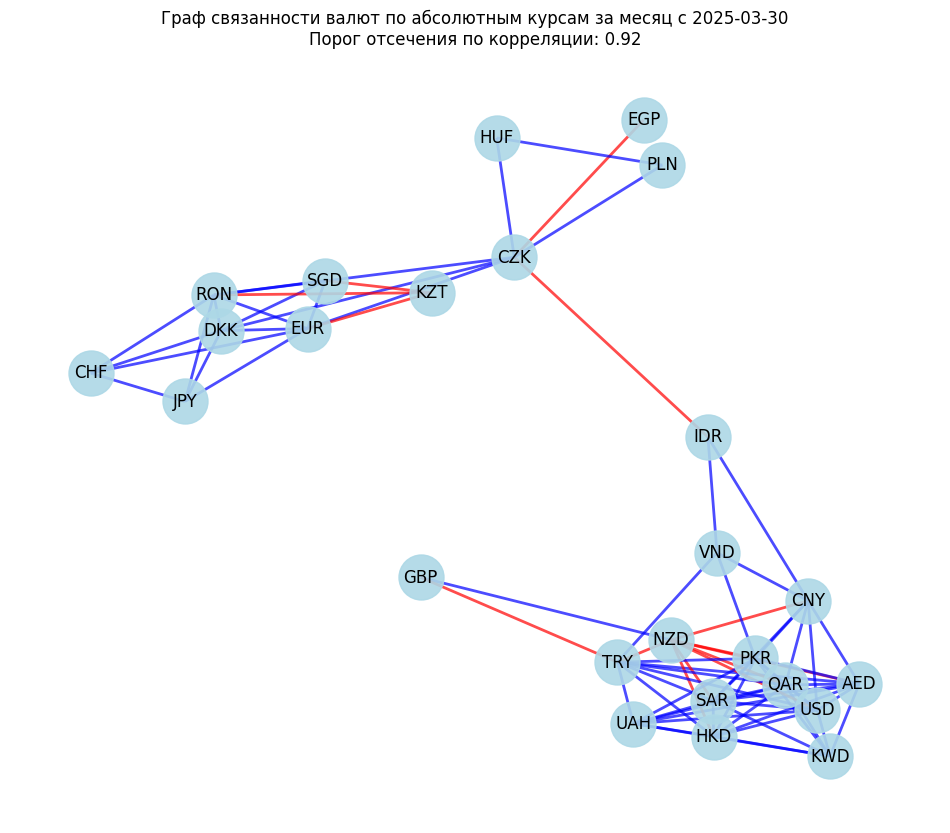 Граф связанности валют по абсолютным курсам за месяц с 2025-03-30
Порог отсечения по корреляции: 0.92
EGP
HUF
PLN
CZK
SGD
RON
KZT
DKK
EUR
CHF
JPY
IDR
VND
GBP
CNY
NZD
PKR
TRY
QAR
AED
SAR
USD
UAH
HKD
KWD